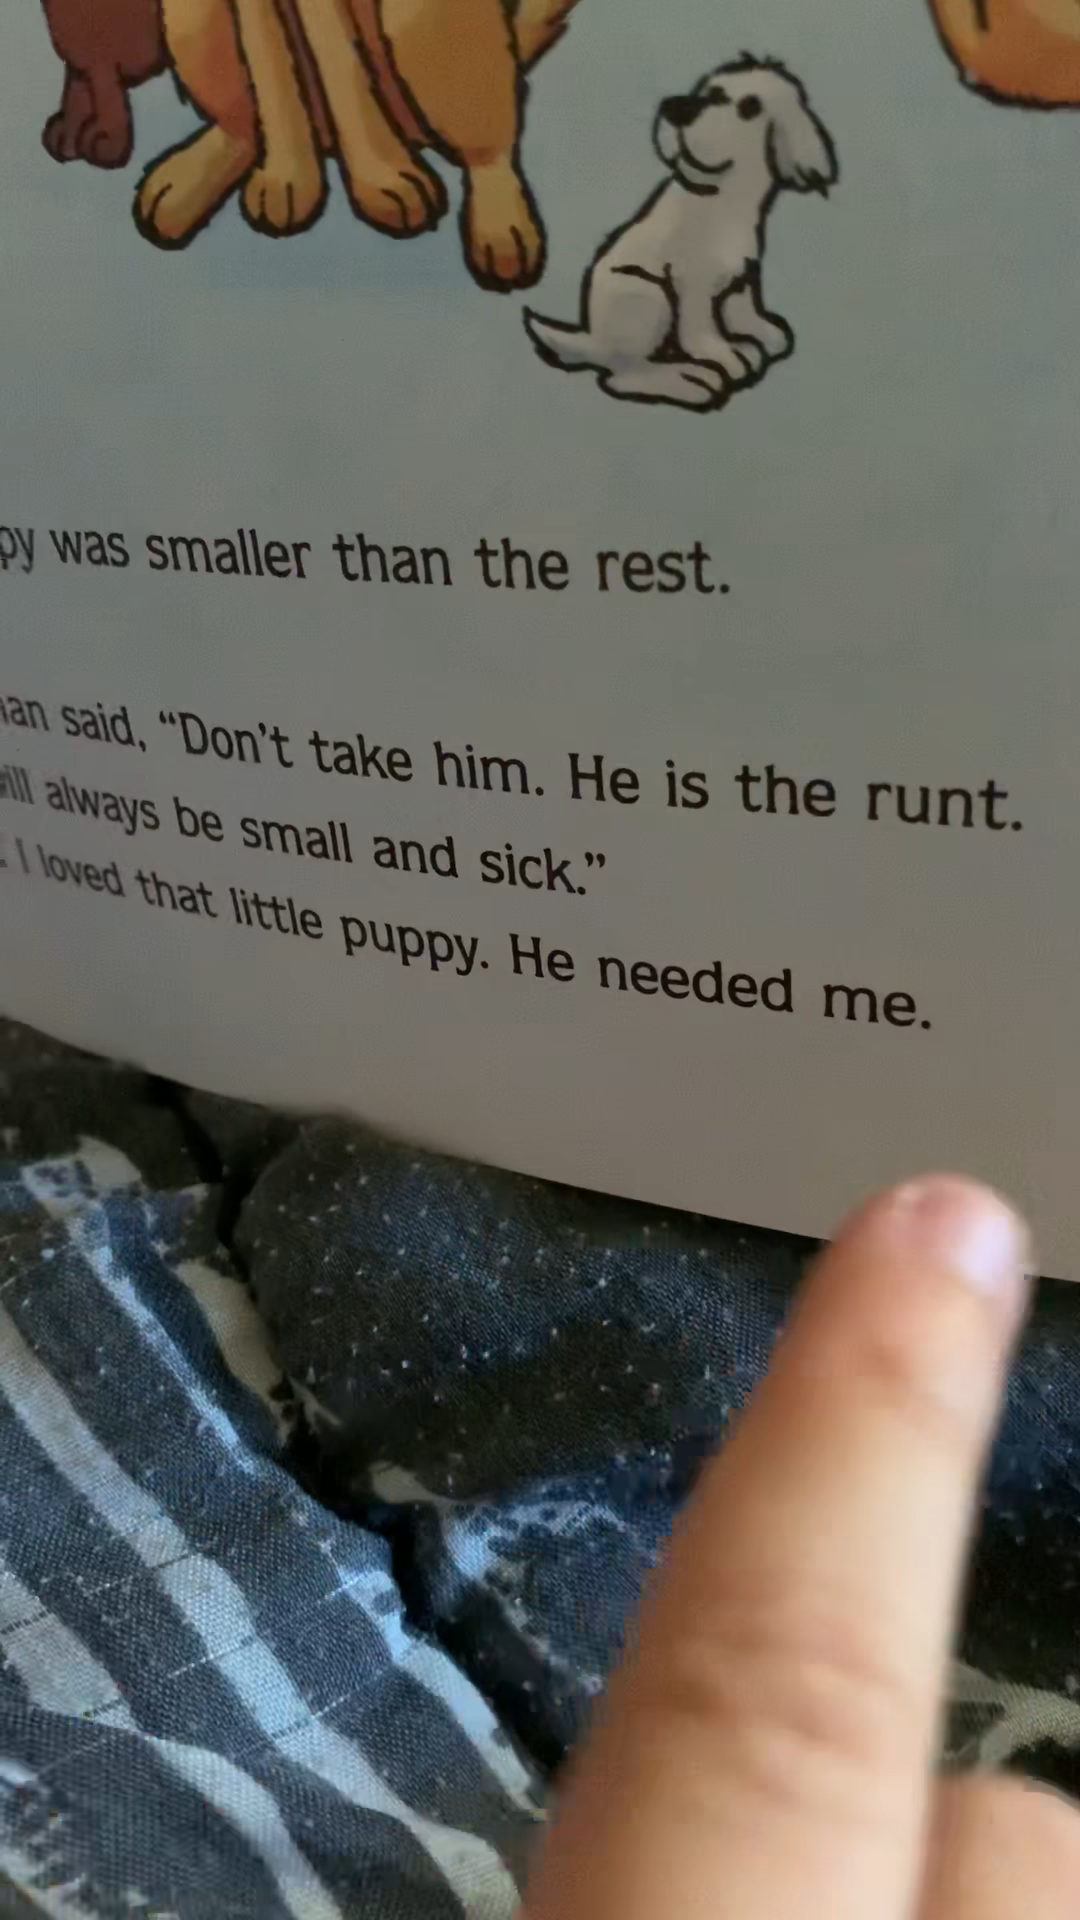 was smaller than the rest.
said, “Don’t take him. He is the runt.
always be small and sick.”
I loved that little puppy. He needed me.